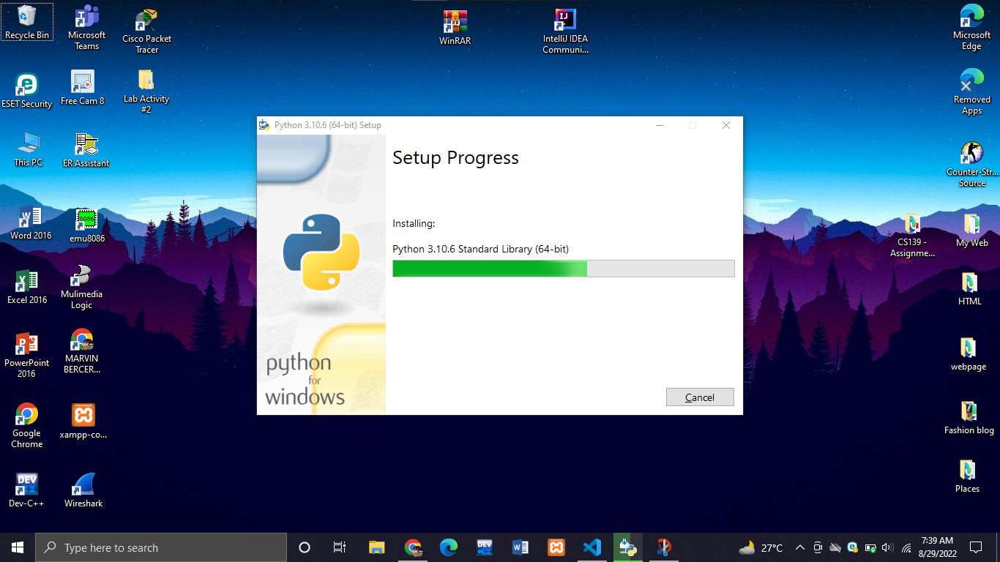 Recycle Bin
Microsoft
Teams
Cisco Packet
Tracer
WinRAR
IntelliJ IDEA
Communi...
Microsoft
Edge
ESET Security
Free Cam 8
Lab Activity
#2
Removed
Apps
This PC
ER Assistant
Counter-Str...
Source
Word 2016
8086
emu8086
CS139 -
Assignme...
My Web
Excel 2016
Mulimedia
Logic
HTML
PowerPoint
2016
MARVIN
BERCER...
webpage
Google
Chrome
xampp-co...
Fashion blog
DEV
Dev-C++
Wireshark
Places
Python 3.10.6 (64-bit) Setup
Setup Progress
Installing:
Python 3.10.6 Standard Library (64-bit)
python
for
windows
Cancel
Type here to search
DEV
27°C
7:39 AM
8/29/2022